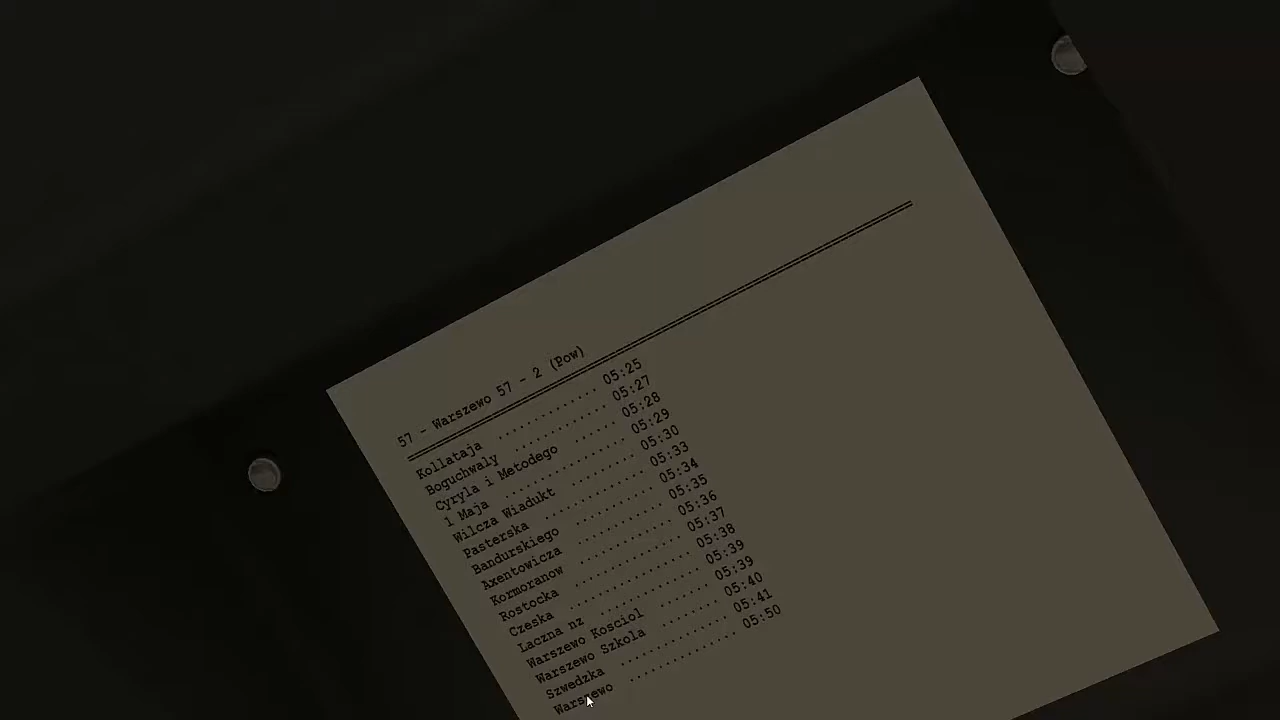 57 - Warszewo 57 - 2 (Pow)
Kollataja ............ 05:25
Boguchwaly ........... 05:27
Cyryla i Metodego ..... 05:28
1 Maja ............... 05:29
Wilcza Wiadukt ........ 05:30
Pasterska ............ 05:33
Bandurskiego .......... 05:34
Axentowicza ........... 05:35
Kormoranow ............ 05:36
Rostocka ............. 05:37
Czeska ............... 05:38
Laczna nz ............ 05:39
Warszewo Kosciol ...... 05:39
Warszewo Szkola ....... 05:40
Szwedzka ............. 05:41
Warszewo ............. 05:50